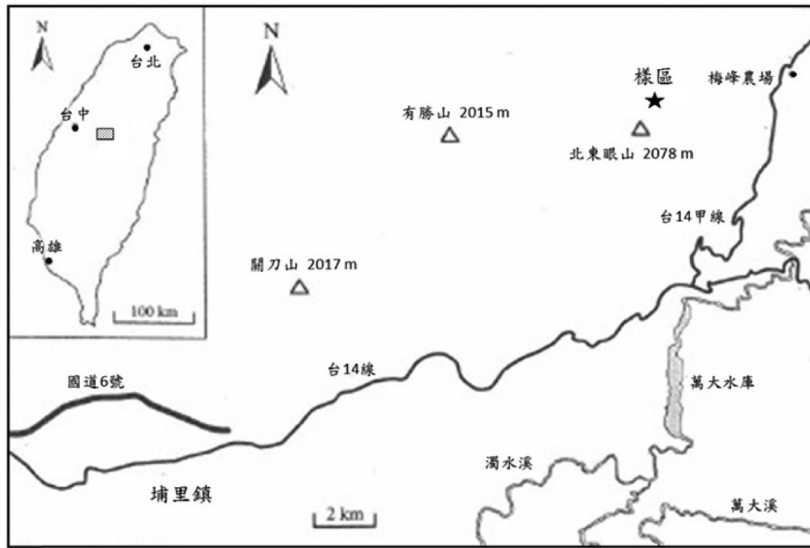 N
台北
台中
高雄
100 km
N
樣區
梅峰農場
有勝山 2015 m
北東眼山 2078 m
台14甲線
關刀山 2017 m
台14線
國道6號
萬大水庫
濁水溪
埔里鎮
2 km
萬大溪